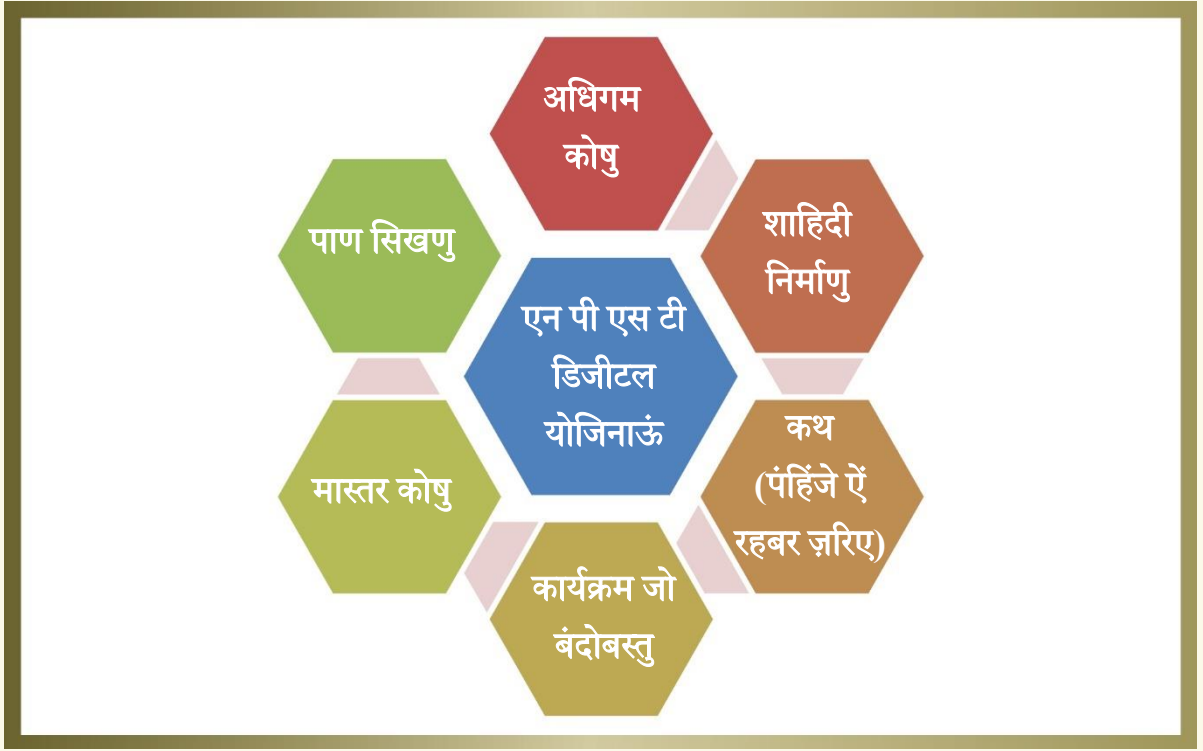 अधिगम
कोषु
शाहिदी
निर्माणु
कथ
(पंहिंजे ऐं
रहबर ज़रिए)
कार्यक्रम जो
बंदोबस्तु
मास्तर कोषु
पाण सिखणु
एन पी एस टी
डिजीटल
योजिनाऊं